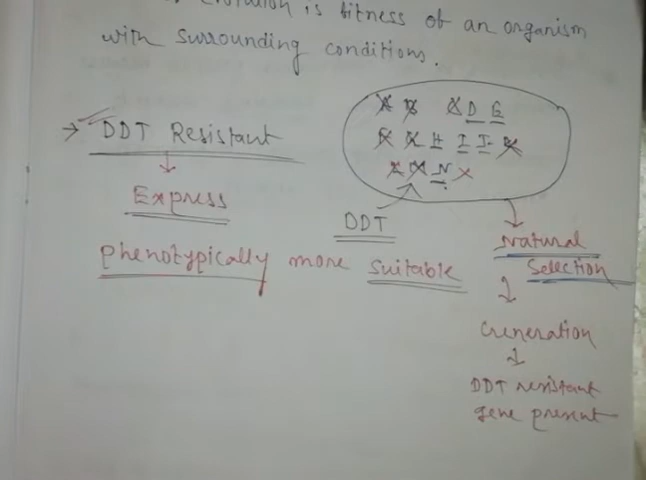 is fitness of an organism
with surrounding conditions.
→ DDT Resistant
Express
Phenotypically more suitable
D E
H I
N
DDT
Natural
Selection
Generation
DDT resistant
gene present